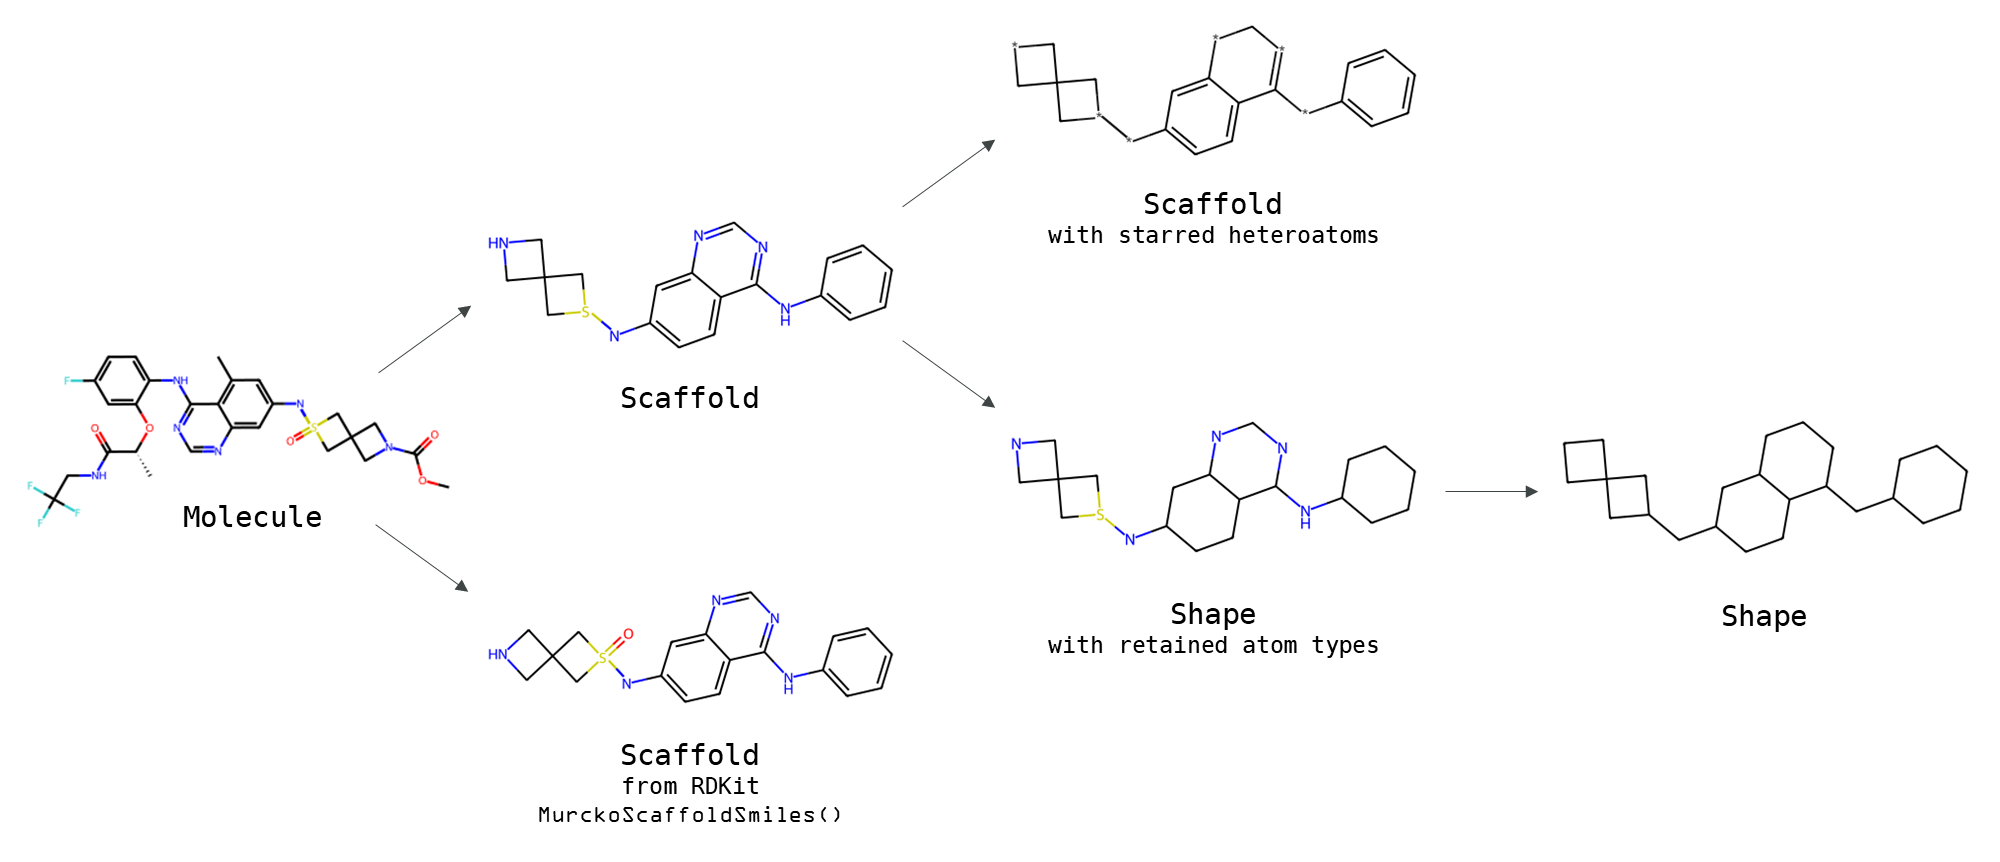 * * *
* * *
Scaffold
with starred heteroatoms
HN N N S N N H
Scaffold
F NH N N N S O O O NH N O O F F F
Molecule
N N N S N N H
Shape
with retained atom types
Shape
HN N N O S N N H
Scaffold
from RDKit
MurckoScaffoldSmiles()